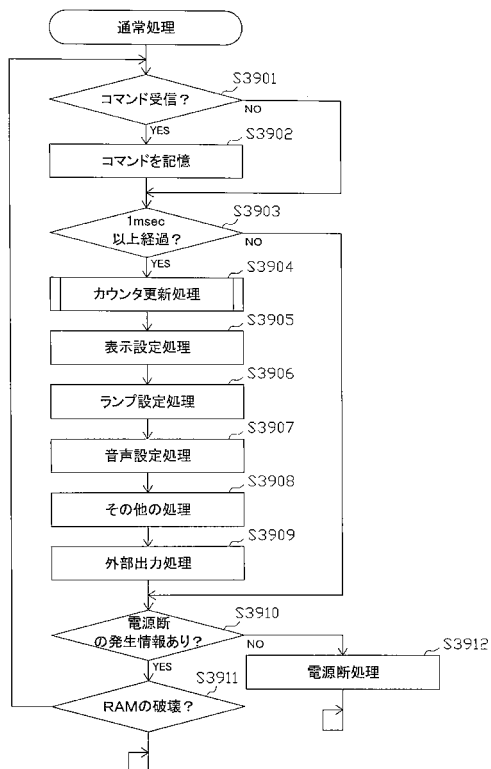 通常処理
S3901
コマンド受信？
NO
YES
S3902
コマンドを記憶
S3903
1msec
以上経過？
NO
YES
S3904
カウンタ更新処理
S3905
表示設定処理
S3906
ランプ設定処理
S3907
音声設定処理
S3908
その他の処理
S3909
外部出力処理
S3910
電源断
の発生情報あり？
NO
YES
S3912
電源断処理
S3911
RAMの破壊？